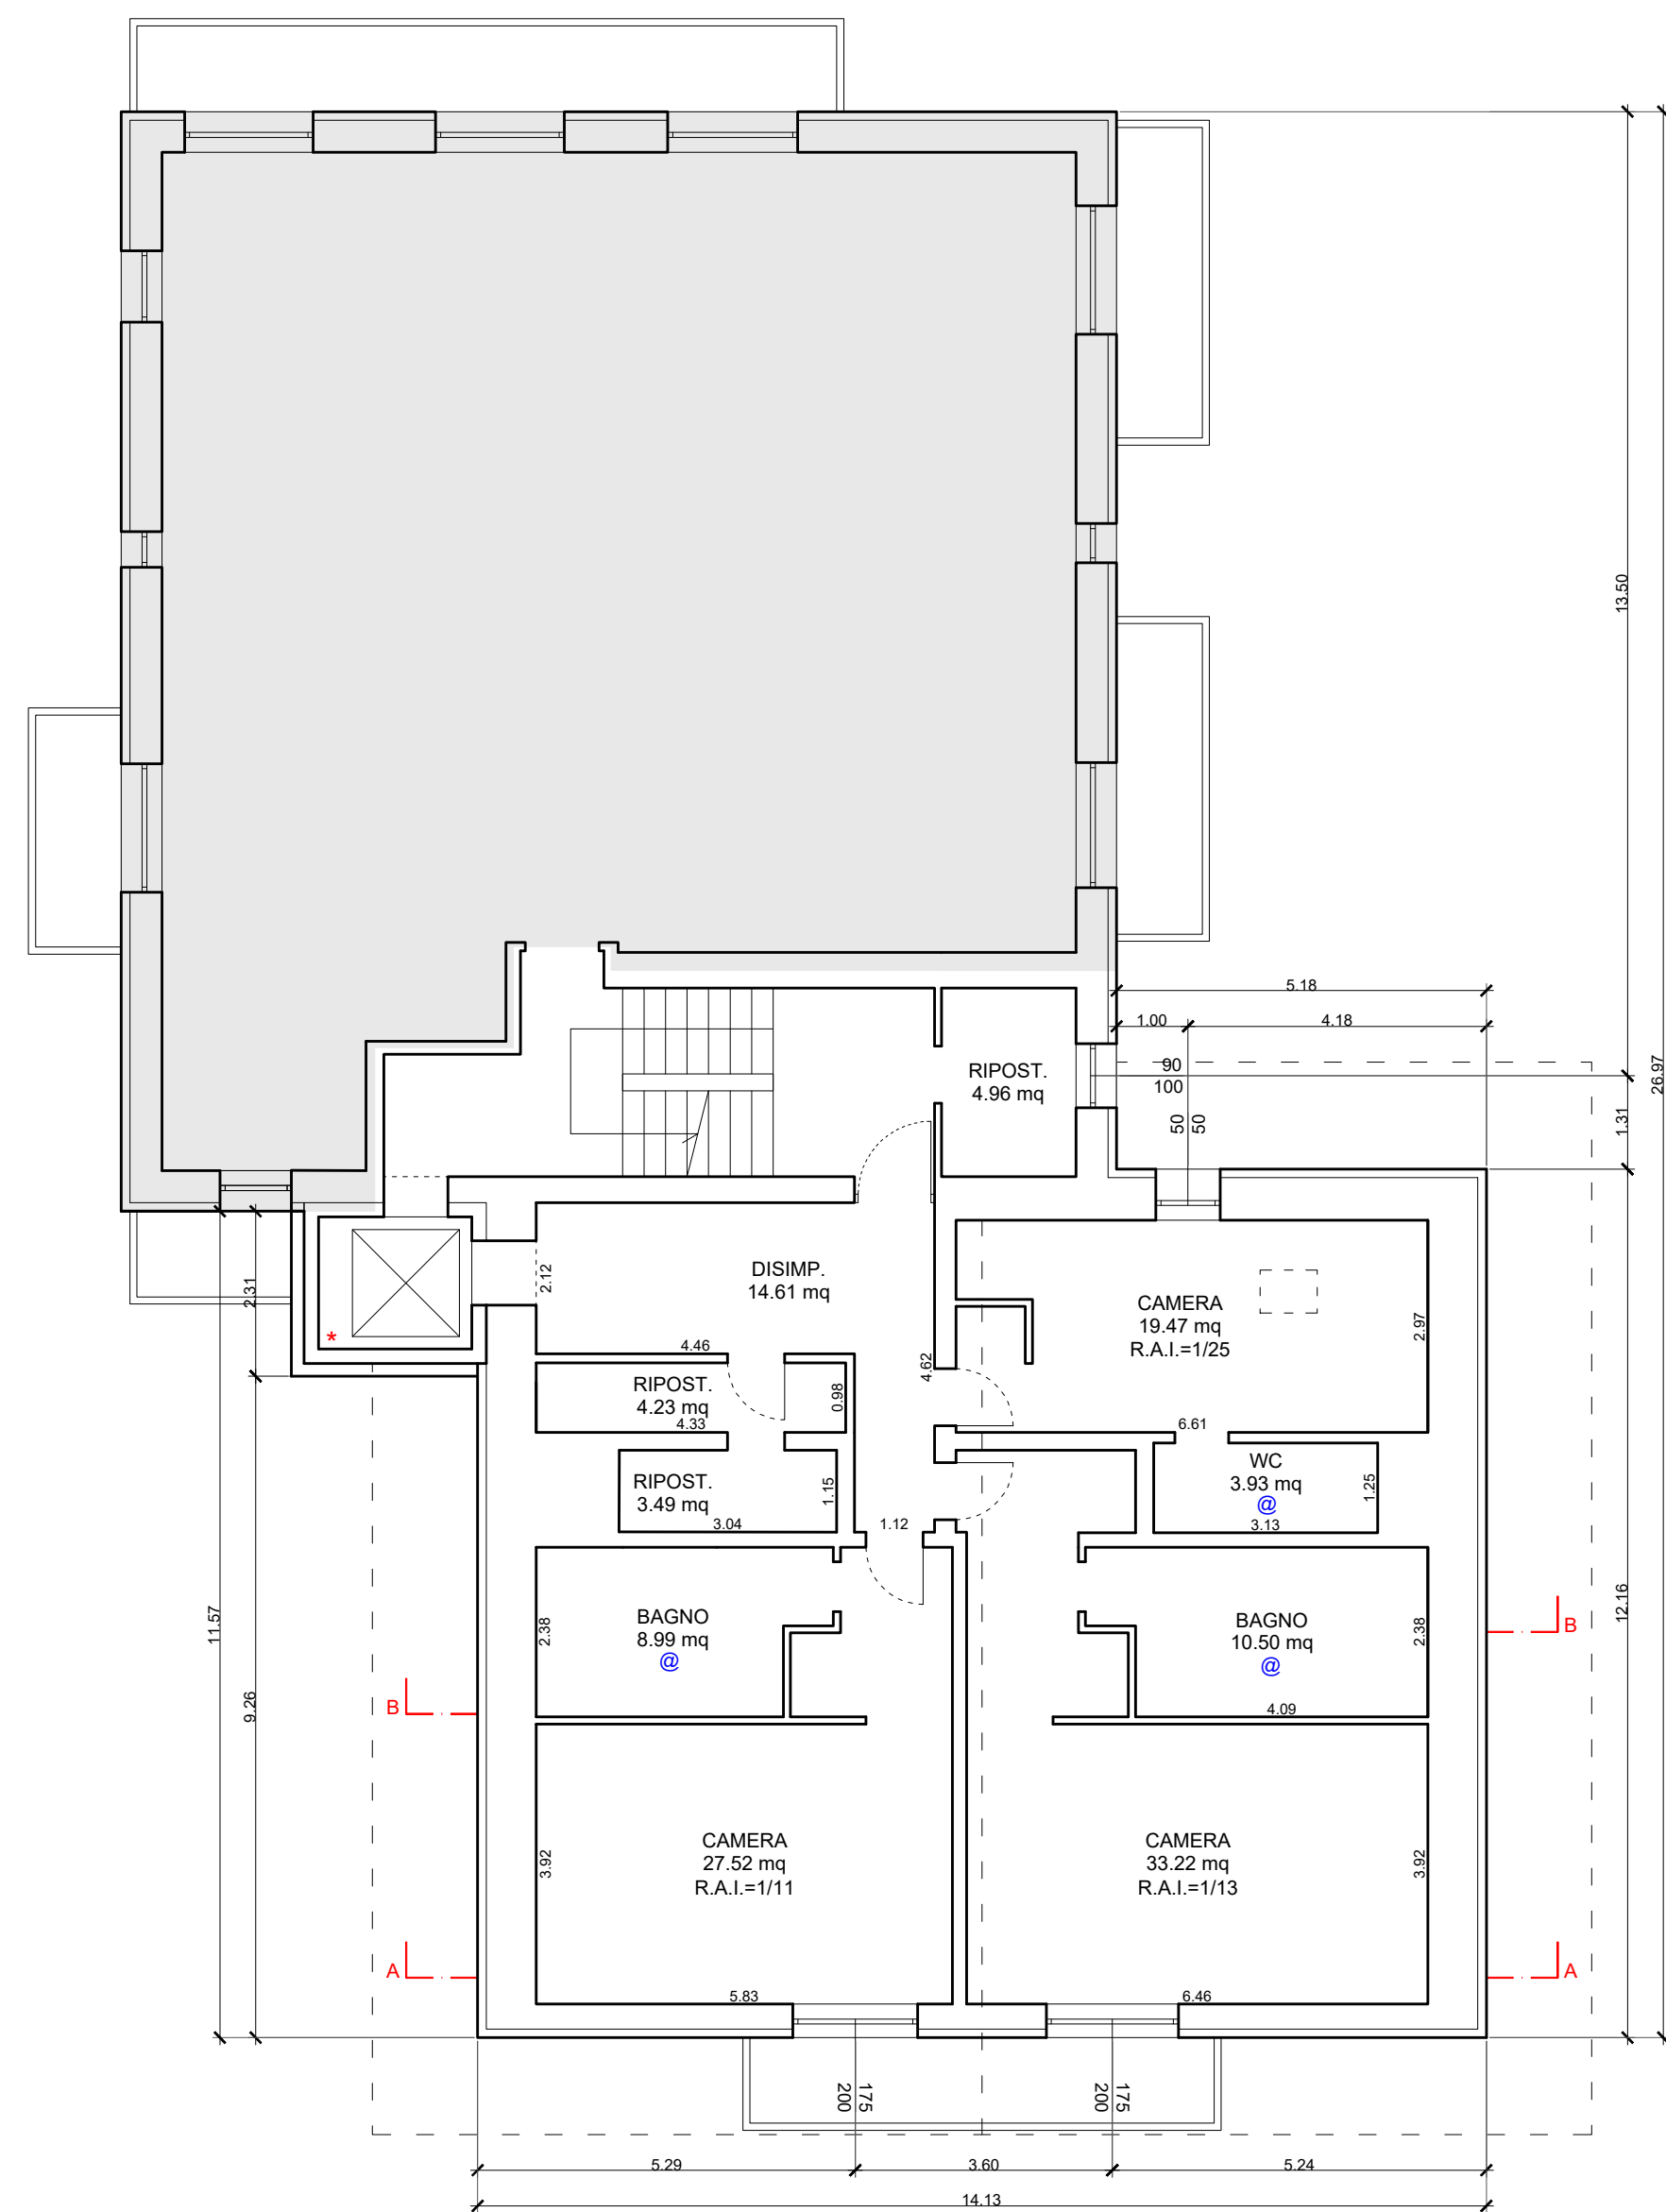 5.18
1.00
4.18
13.50
26.97
90
100
50
50
1.31
RIPOST.
4.96 mq
DISIMP.
14.61 mq
2.12
2.31
*
CAMERA
19.47 mq
R.A.I.=1/25
2.97
4.46
4.62
RIPOST.
4.23 mq
0.98
4.33
6.61
RIPOST.
3.49 mq
1.15
3.04
1.12
WC
3.93 mq
@
1.25
3.13
11.57
BAGNO
8.99 mq
@
2.38
BAGNO
10.50 mq
@
2.38
4.09
12.16
B
B
9.26
CAMERA
27.52 mq
R.A.I.=1/11
3.92
5.83
CAMERA
33.22 mq
R.A.I.=1/13
3.92
6.46
A
A
175
200
175
200
5.29
3.60
5.24
14.13